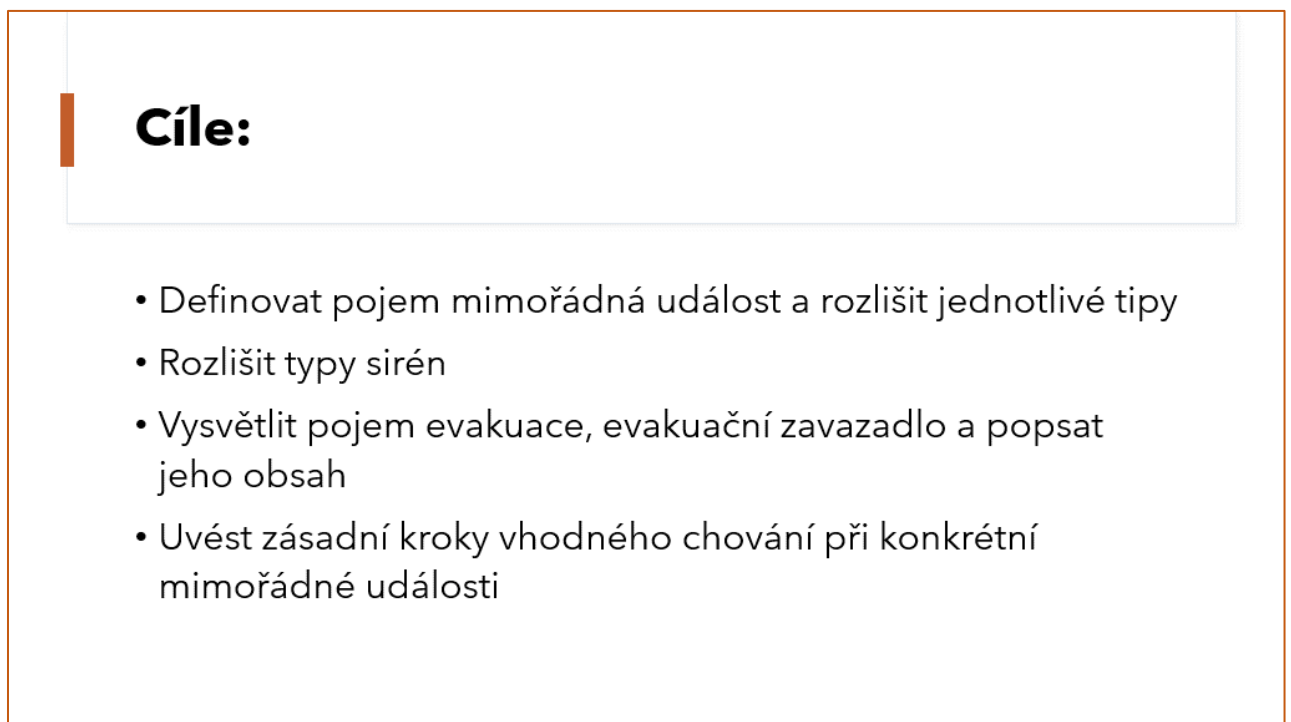 Cíle:
• Definovat pojem mimořádná událost a rozlišit jednotlivé tipy
• Rozlišit typy sirén
• Vysvětlit pojem evakuace, evakuační zavazadlo a popsat
jeho obsah
• Uvést zásadní kroky vhodného chování při konkrétní
mimořádné události